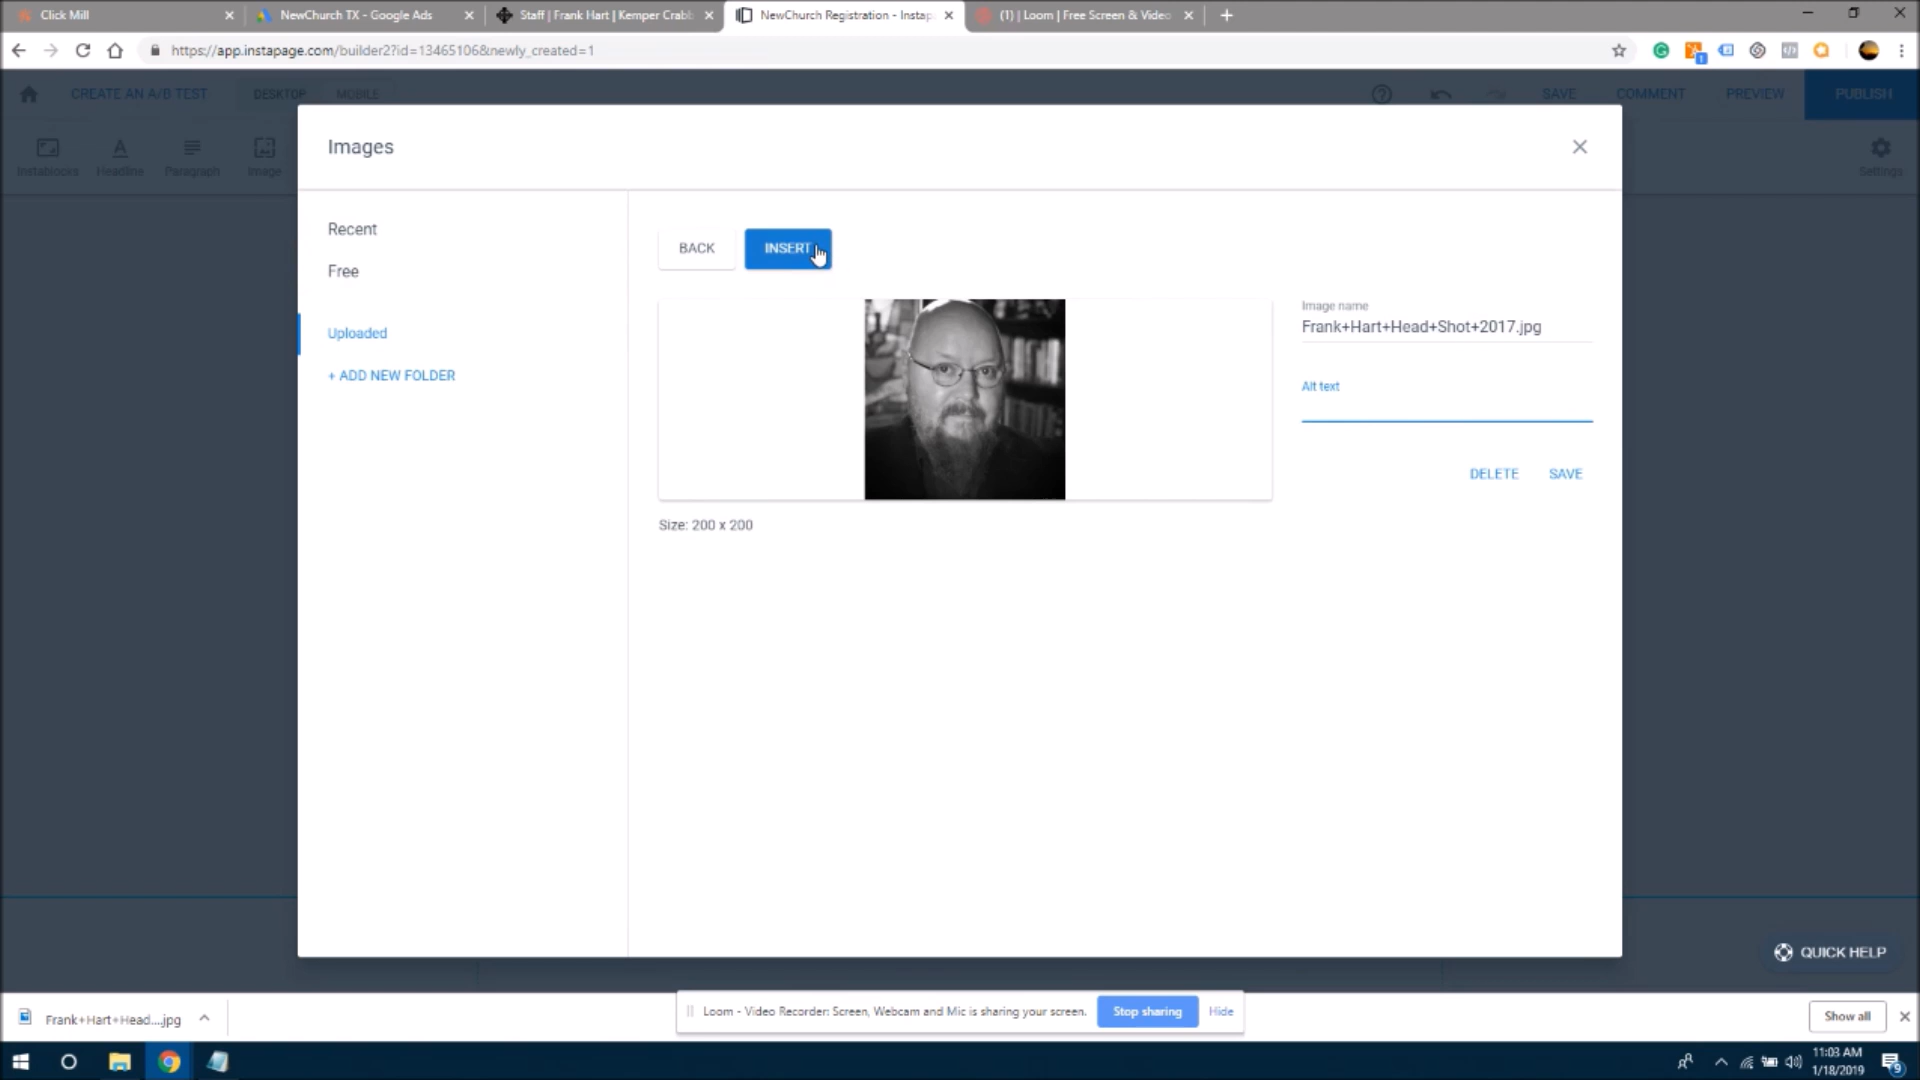 Click Mill
NewChurch TX - Google Ads
Staff | Frank Hart | Kemper Crabb
NewChurch Registration - Instap
(1) | Loom | Free Screen & Video
https://app.instapage.com/builder2?id=13465106&newly_created=1
CREATE AN A/B TEST
DESKTOP
MOBILE
SAVE
COMMENT
PREVIEW
PUBLISH
Instablocks
Headline
Paragraph
Image
Settings
Images
Recent
Free
Uploaded
+ ADD NEW FOLDER
BACK
INSERT
Image name
Frank+Hart+Head+Shot+2017.jpg
Alt text
DELETE
SAVE
Size: 200 x 200
QUICK HELP
Frank+Hart+Head....jpg
Loom - Video Recorder: Screen, Webcam and Mic is sharing your screen.
Stop sharing
Hide
Show all
11:03 AM
1/18/2019
9